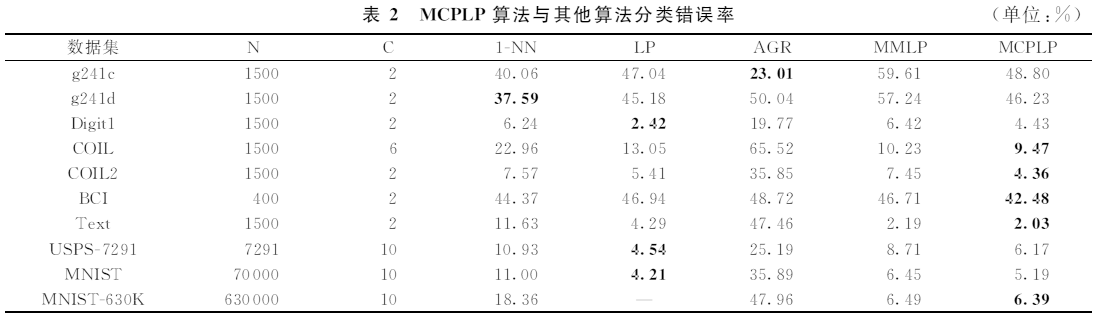 表 2 MCPLP 算法与其他算法分类错误率 (单位:%)
数据集 N C 1-NN LP AGR MMLP MCPLP
g241c 1500 2 40.06 47.04 23.01 59.61 48.80
g241d 1500 2 37.59 45.18 50.04 57.24 46.23
Digit1 1500 2 6.24 2.42 19.77 6.42 4.43
COIL 1500 6 22.96 13.05 65.52 10.23 9.47
COIL2 1500 2 7.57 5.41 35.85 7.45 4.36
BCI 400 2 44.37 46.94 48.72 46.71 42.48
Text 1500 2 11.63 4.29 47.46 2.19 2.03
USPS-7291 7291 10 10.93 4.54 25.19 8.71 6.17
MNIST 70000 10 11.00 4.21 35.89 6.45 5.19
MNIST-630K 630000 10 18.36 — 47.96 6.49 6.39